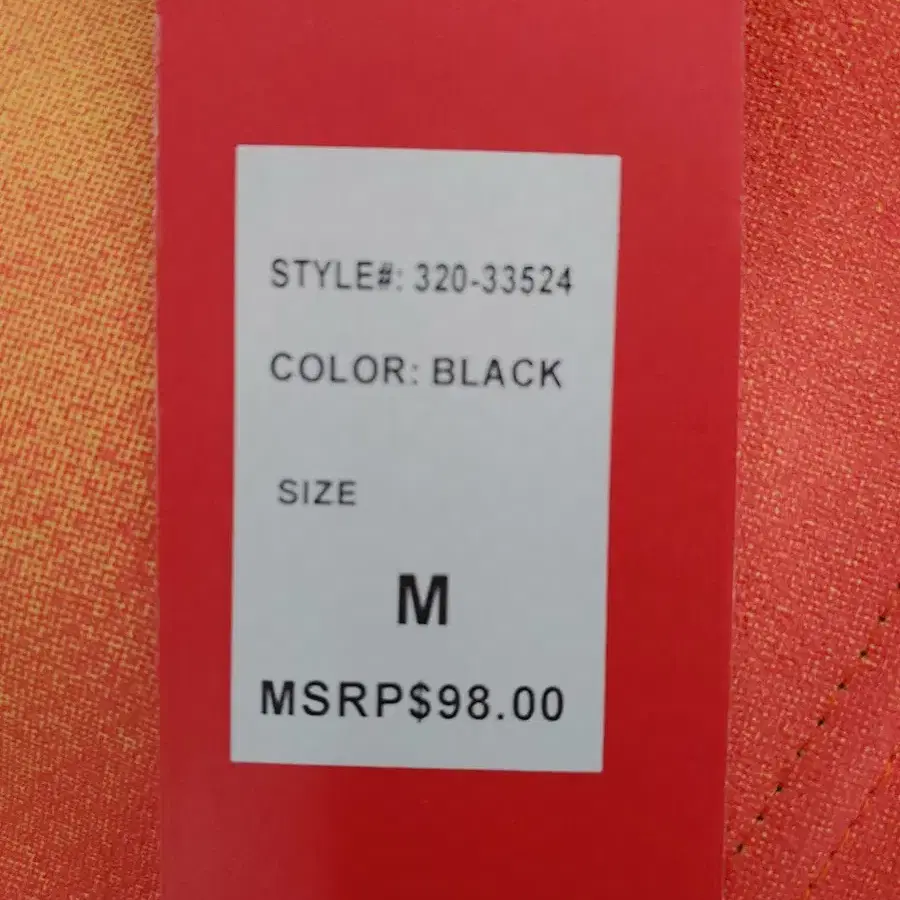 STYLE#: 320-33524
COLOR: BLACK
SIZE
M
MSRP$98.00